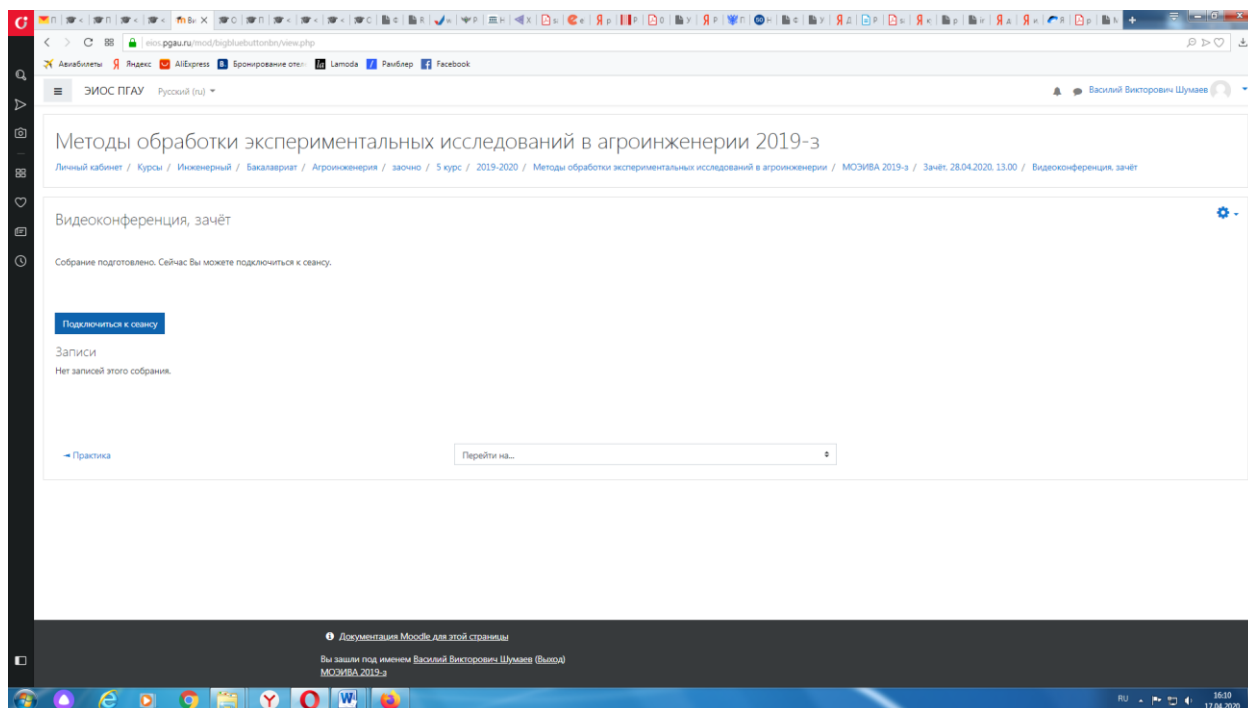 eios.pgau.ru/mod/bigbluebuttonbn/view.php
Авиабилеты Яндекс AliExpress Бронирование отел Lamoda Рамблер Facebook
ЭИОС ПГАУ Русский (ru) Василий Викторович Шумаев
Методы обработки экспериментальных исследований в агроинженерии 2019-з
Личный кабинет / Курсы / Инженерный / Бакалавриат / Агроинженерия / заочно / 5 курс / 2019-2020 / Методы обработки экспериментальных исследований в агроинженерии / МОЭИВА 2019-з / Зачёт. 28.04.2020. 13.00 / Видеоконференция, зачёт
Видеоконференция, зачёт
Собрание подготовлено. Сейчас Вы можете подключиться к сеансу.
Подключиться к сеансу
Записи
Нет записей этого собрания.
◄ Практика Перейти на...
Документация Moodle для этой страницы
Вы зашли под именем Василий Викторович Шумаев (Выход)
МОЭИВА 2019-з
RU 16:10
17.04.2020